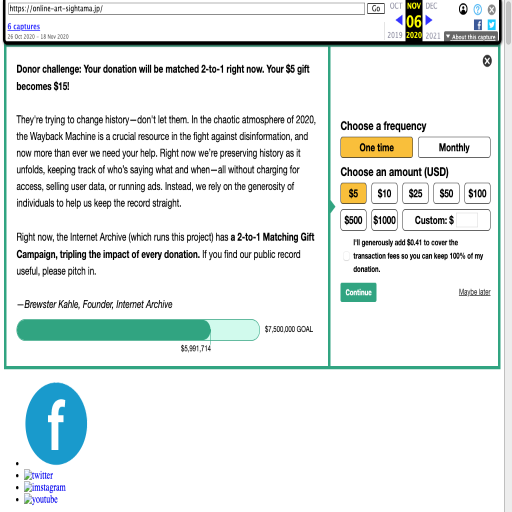 https://online-art-sightama.jp/
Go
OCT NOV DEC
06
2019 2020 2021
6 captures
26 Oct 2020 – 18 Nov 2020
About this capture
Donor challenge: Your donation will be matched 2-to-1 right now. Your $5 gift
becomes $15!
They're trying to change history—don't let them. In the chaotic atmosphere of 2020,
the Wayback Machine is a crucial resource in the fight against disinformation, and
now more than ever we need your help. Right now we're preserving history as it
unfolds, keeping track of who's saying what and when—all without charging for
access, selling user data, or running ads. Instead, we rely on the generosity of
individuals to help us keep the record straight.
Right now, the Internet Archive (which runs this project) has a 2-to-1 Matching Gift
Campaign, tripling the impact of every donation. If you find our public record
useful, please pitch in.
—Brewster Kahle, Founder, Internet Archive
$7,500,000 GOAL
$5,991,714
Choose a frequency
One time Monthly
Choose an amount (USD)
$5 $10 $25 $50 $100
$500 $1000 Custom: $
I'll generously add $0.41 to cover the
transaction fees so you can keep 100% of my
donation.
Continue Maybe later
twitter
imstagram
youtube